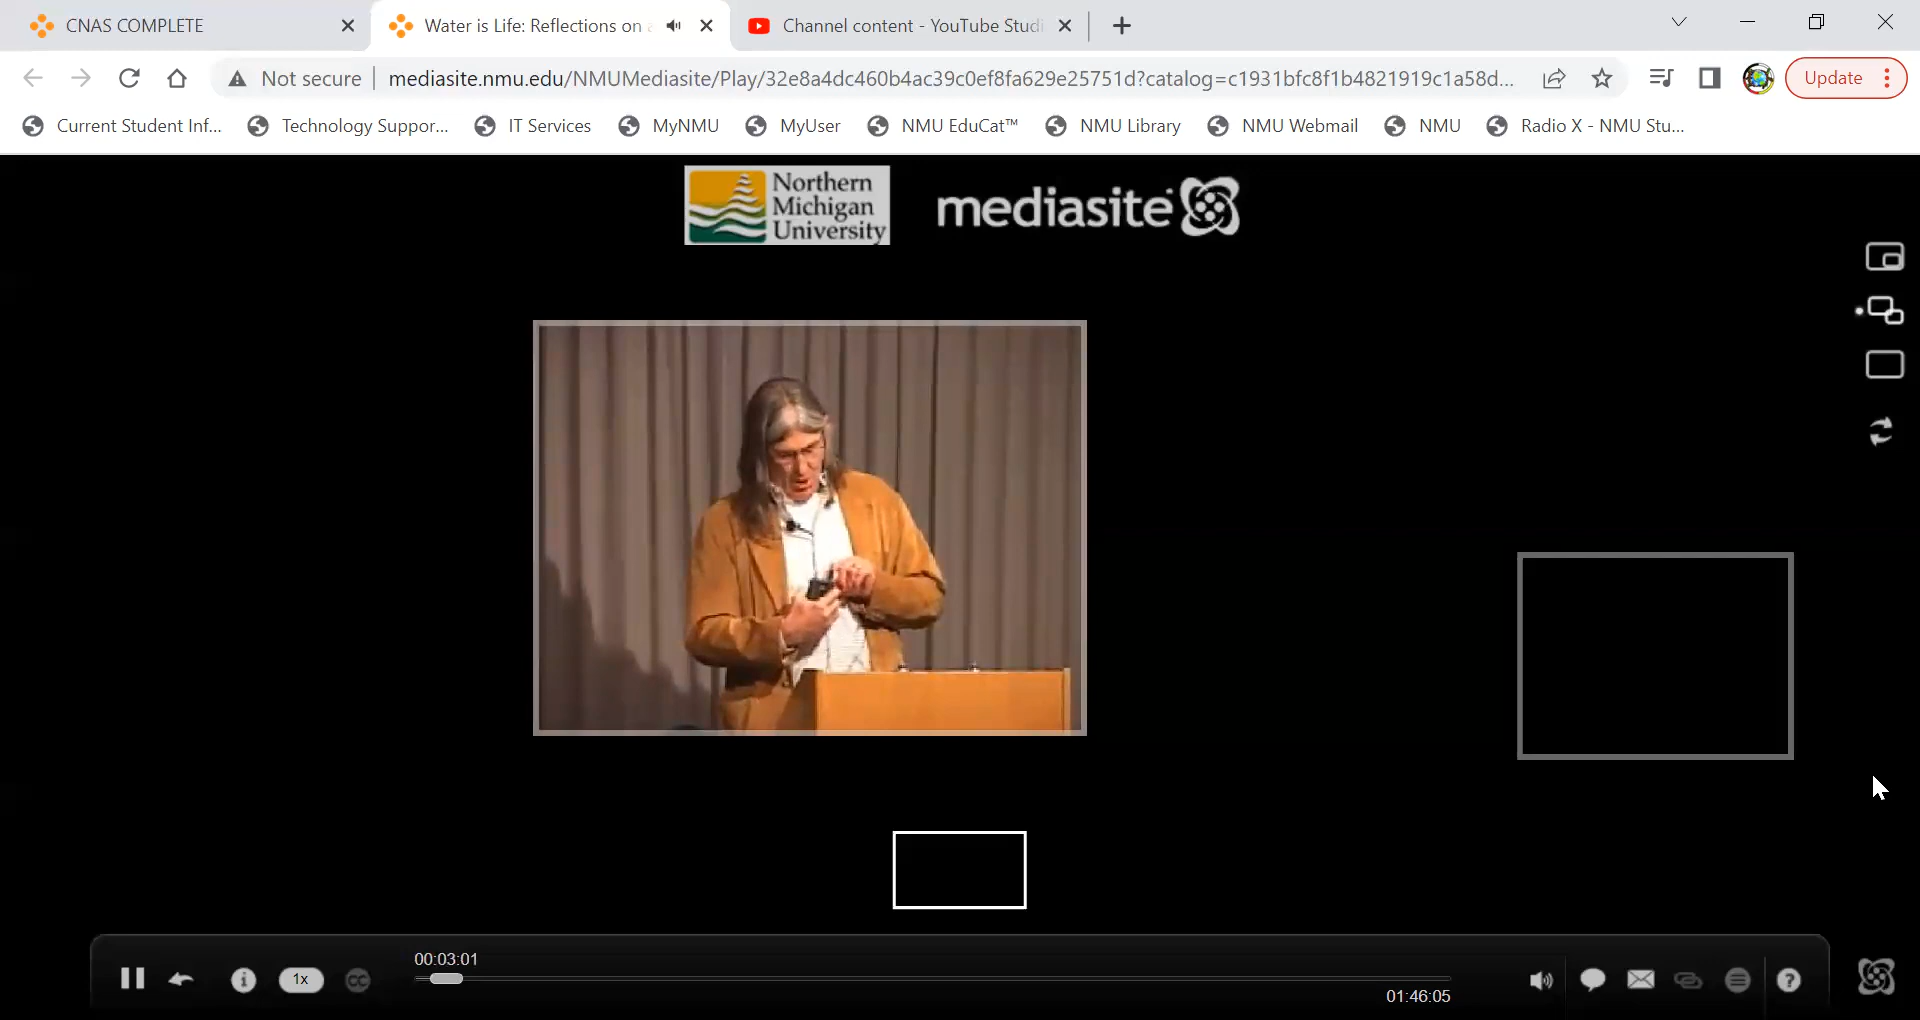 CNAS COMPLETE
Water is Life: Reflections on
Channel content - YouTube Studi
Not secure
mediasite.nmu.edu/NMUMediasite/Play/32e8a4dc460b4ac39c0ef8fa629e25751d?catalog=c1931bfc8f1b4821919c1a58d...
Update
Current Student Inf...
Technology Suppor...
IT Services
MyNMU
MyUser
NMU EduCat™
NMU Library
NMU Webmail
NMU
Radio X - NMU Stu...
Northern
Michigan
University
mediasite
00:03:01
1x
CC
01:46:05